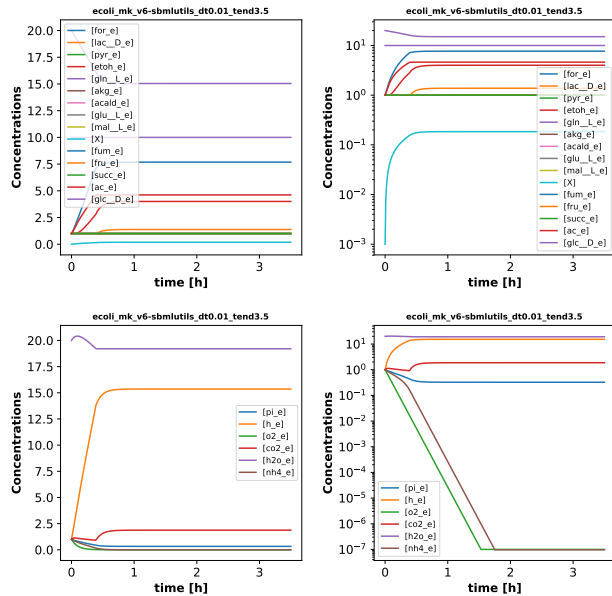 ecoli_mk_v6-sbmlutils_dt0.01_tend3.5
20.0
17.5
15.0
12.5
10.0
7.5
5.0
2.5
0.0
Concentrations
[for_e]
[lac__D_e]
[pyr_e]
[etoh_e]
[gln__L_e]
[akg_e]
[acald_e]
[glu__L_e]
[mal__L_e]
[X]
[fum_e]
[fru_e]
[succ_e]
[ac_e]
[glc__D_e]
0 1 2 3
time [h]
ecoli_mk_v6-sbmlutils_dt0.01_tend3.5
10¹
10⁰
10⁻¹
10⁻²
10⁻³
Concentrations
[for_e]
[lac__D_e]
[pyr_e]
[etoh_e]
[gln__L_e]
[akg_e]
[acald_e]
[glu__L_e]
[mal__L_e]
[X]
[fum_e]
[fru_e]
[succ_e]
[ac_e]
[glc__D_e]
0 1 2 3
time [h]
ecoli_mk_v6-sbmlutils_dt0.01_tend3.5
20.0
17.5
15.0
12.5
10.0
7.5
5.0
2.5
0.0
Concentrations
[pi_e]
[h_e]
[o2_e]
[co2_e]
[h2o_e]
[nh4_e]
0 1 2 3
time [h]
ecoli_mk_v6-sbmlutils_dt0.01_tend3.5
10¹
10⁰
10⁻¹
10⁻²
10⁻³
10⁻⁴
10⁻⁵
10⁻⁶
10⁻⁷
Concentrations
[pi_e]
[h_e]
[o2_e]
[co2_e]
[h2o_e]
[nh4_e]
0 1 2 3
time [h]